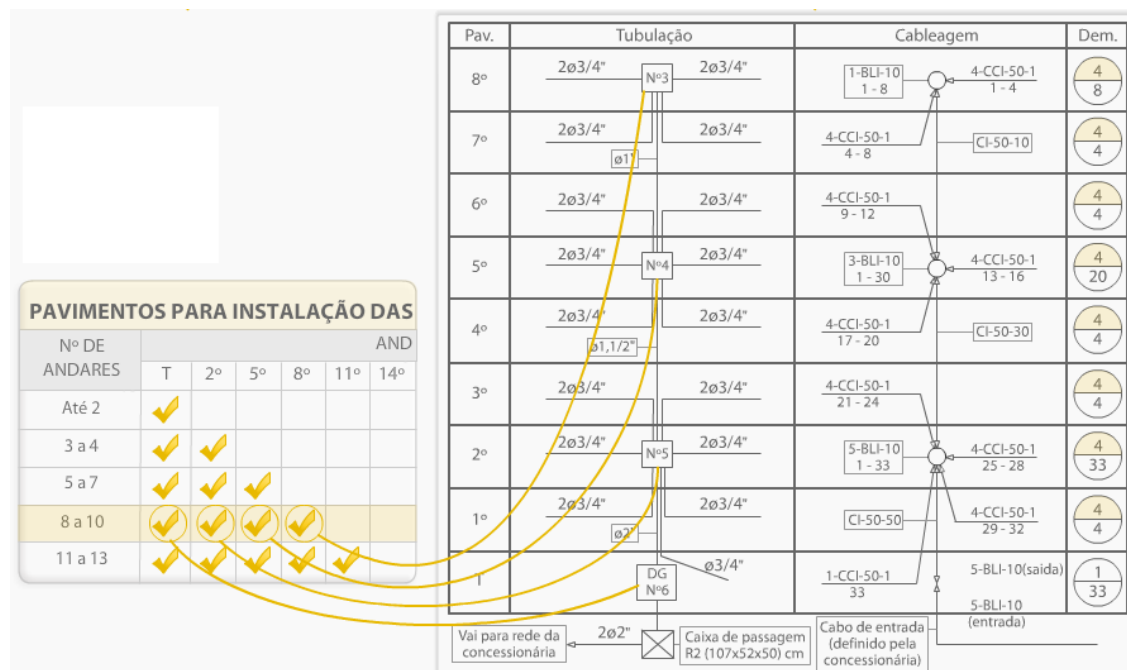 PAVIMENTOS PARA INSTALAÇÃO DAS
Nº DE
ANDARES
AND
T 2º 5º 8º 11º 14º
Até 2
3 a 4
5 a 7
8 a 10
11 a 13
Pav. Tubulação Cableagem Dem.
8º
2ø3/4" Nº3 2ø3/4"
1-BLI-10
1 - 8
4-CCI-50-1
1 - 4
4
8
7º
2ø3/4" 2ø3/4"
ø1"
4-CCI-50-1
4 - 8
CI-50-10
4
4
6º
2ø3/4" 2ø3/4"
4-CCI-50-1
9 - 12
4
4
5º
2ø3/4" Nº4 2ø3/4"
3-BLI-10
1 - 30
4-CCI-50-1
13 - 16
4
20
4º
2ø3/4" 2ø3/4"
ø1,1/2"
4-CCI-50-1
17 - 20
CI-50-30
4
4
3º
2ø3/4" 2ø3/4"
4-CCI-50-1
21 - 24
4
4
2º
2ø3/4" Nº5 2ø3/4"
5-BLI-10
1 - 33
4-CCI-50-1
25 - 28
4
33
1º
2ø3/4" 2ø3/4"
ø2"
CI-50-50
4-CCI-50-1
29 - 32
4
4
T
DG
Nº6
ø3/4"
1-CCI-50-1
33
5-BLI-10(saida)
5-BLI-10
(entrada)
1
33
Vai para rede da
concessionária
2ø2"
Caixa de passagem
R2 (107x52x50) cm
Cabo de entrada
(definido pela
concessionária)